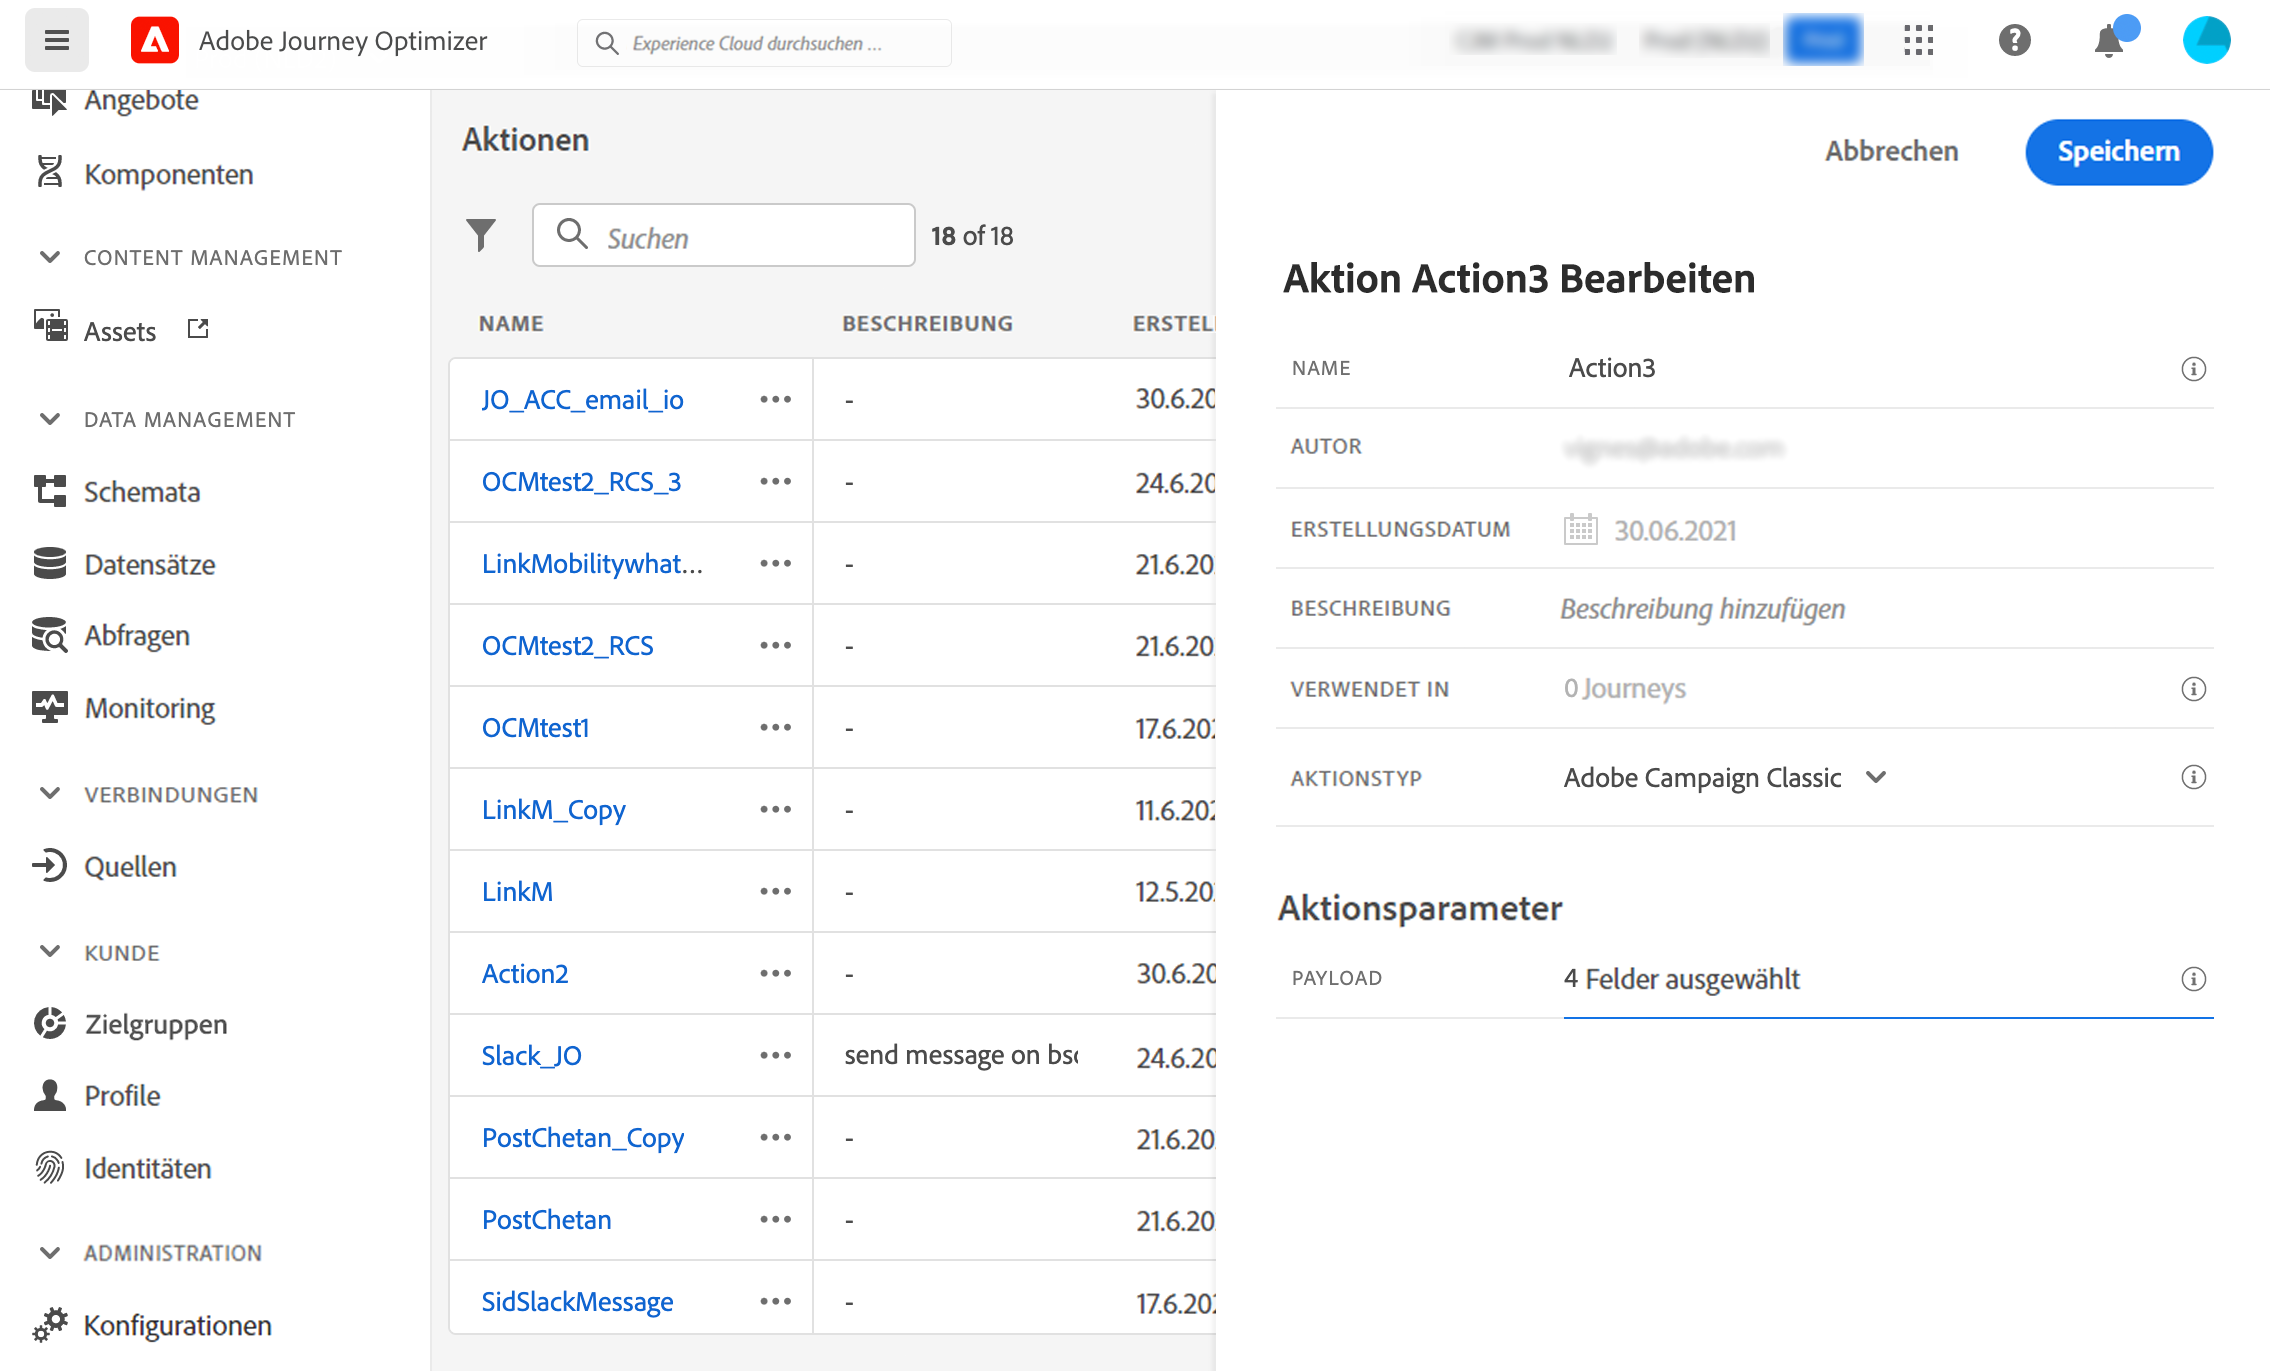 Adobe Journey Optimizer
Experience Cloud durchsuchen ...
Angebote
Komponenten
CONTENT MANAGEMENT
Assets
DATA MANAGEMENT
Schemata
Datensätze
Abfragen
Monitoring
VERBINDUNGEN
Quellen
KUNDE
Zielgruppen
Profile
Identitäten
ADMINISTRATION
Konfigurationen
Aktionen
Suchen
18 of 18
NAME BESCHREIBUNG ERSTEL
JO_ACC_email_io ••• - 30.6.20
OCMtest2_RCS_3 ••• - 24.6.20
LinkMobilitywhat... ••• - 21.6.20
OCMtest2_RCS ••• - 21.6.20
OCMtest1 ••• - 17.6.202
LinkM_Copy ••• - 11.6.202
LinkM ••• - 12.5.20
Action2 ••• - 30.6.20
Slack_JO ••• send message on bsc 24.6.20
PostChetan_Copy ••• - 21.6.20
PostChetan ••• - 21.6.20
SidSlackMessage ••• - 17.6.202
Abbrechen
Speichern
Aktion Action3 Bearbeiten
NAME Action3
AUTOR
ERSTELLUNGSDATUM 30.06.2021
BESCHREIBUNG Beschreibung hinzufügen
VERWENDET IN 0 Journeys
AKTIONSTYP Adobe Campaign Classic
Aktionsparameter
PAYLOAD 4 Felder ausgewählt